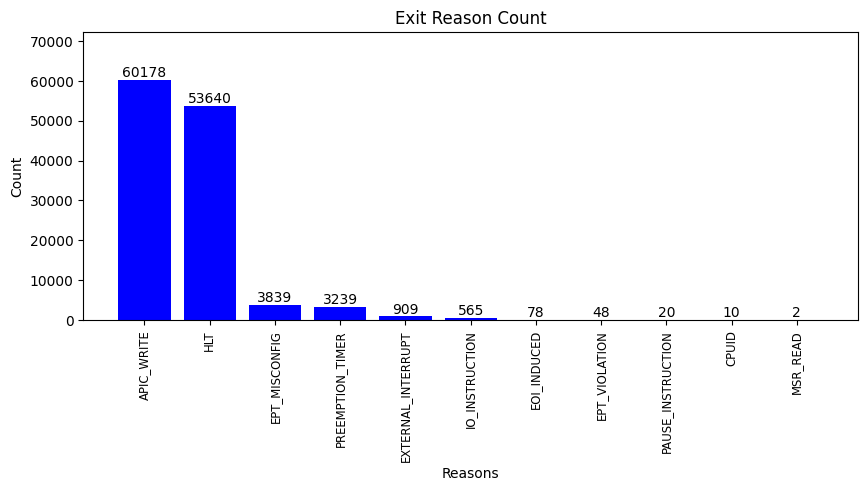 Exit Reason Count
Count
70000
60000
50000
40000
30000
20000
10000
0
60178
53640
3839
3239
909
565
78
48
20
10
2
APIC_WRITE
HLT
EPT_MISCONFIG
PREEMPTION_TIMER
EXTERNAL_INTERRUPT
IO_INSTRUCTION
EOI_INDUCED
EPT_VIOLATION
PAUSE_INSTRUCTION
CPUID
MSR_READ
Reasons